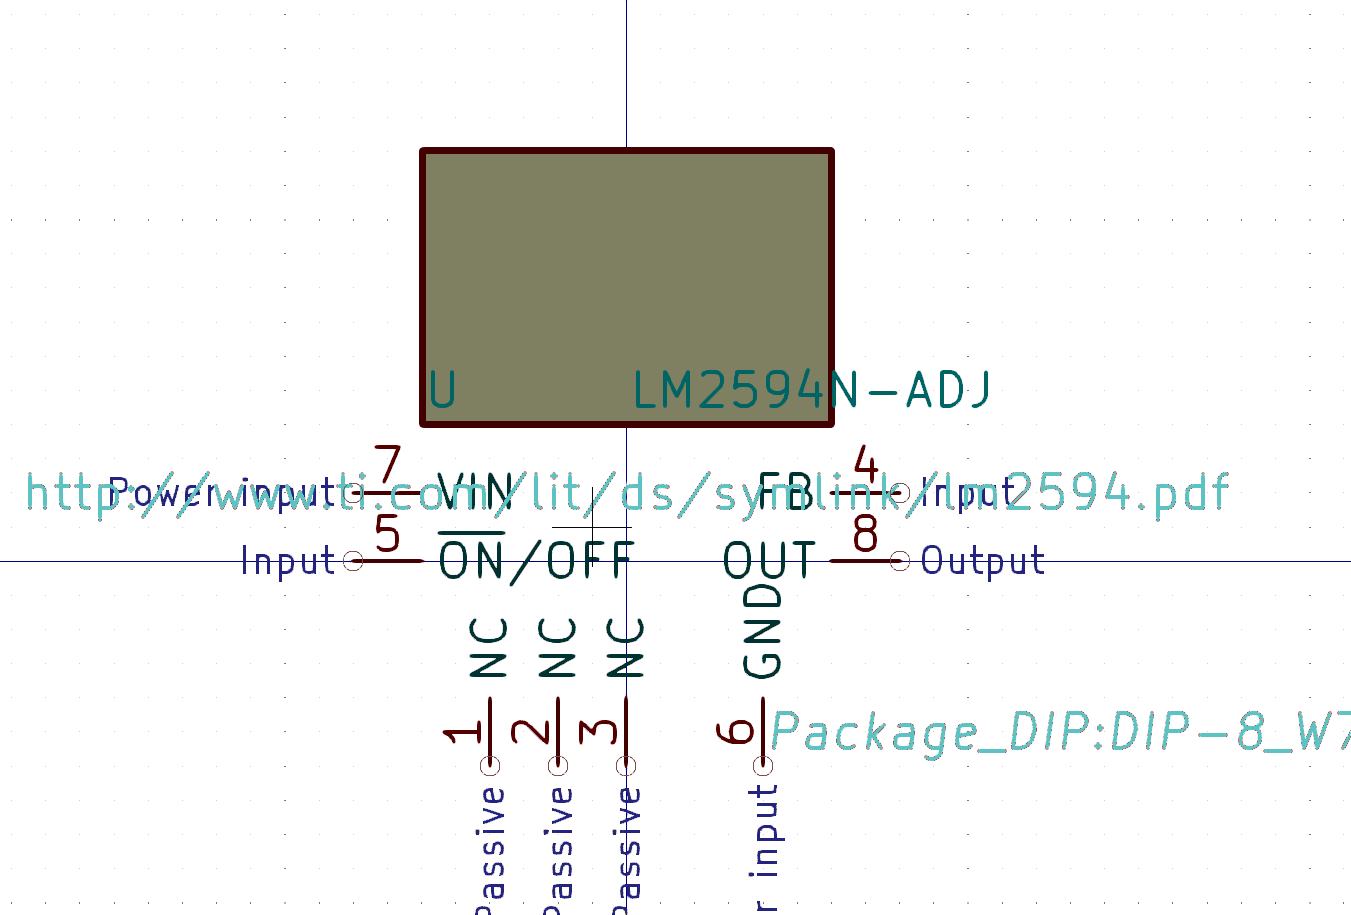 U
LM2594N-ADJ
7
4
Power input
VIN
FB
Input
http://www.ti.com/lit/ds/symlink/lm2594.pdf
5
8
Input
ON/OFF
OUT
Output
NC
NC
NC
GND
1
2
3
6
Package_DIP:DIP-8_W7
Passive
Passive
Passive
r input